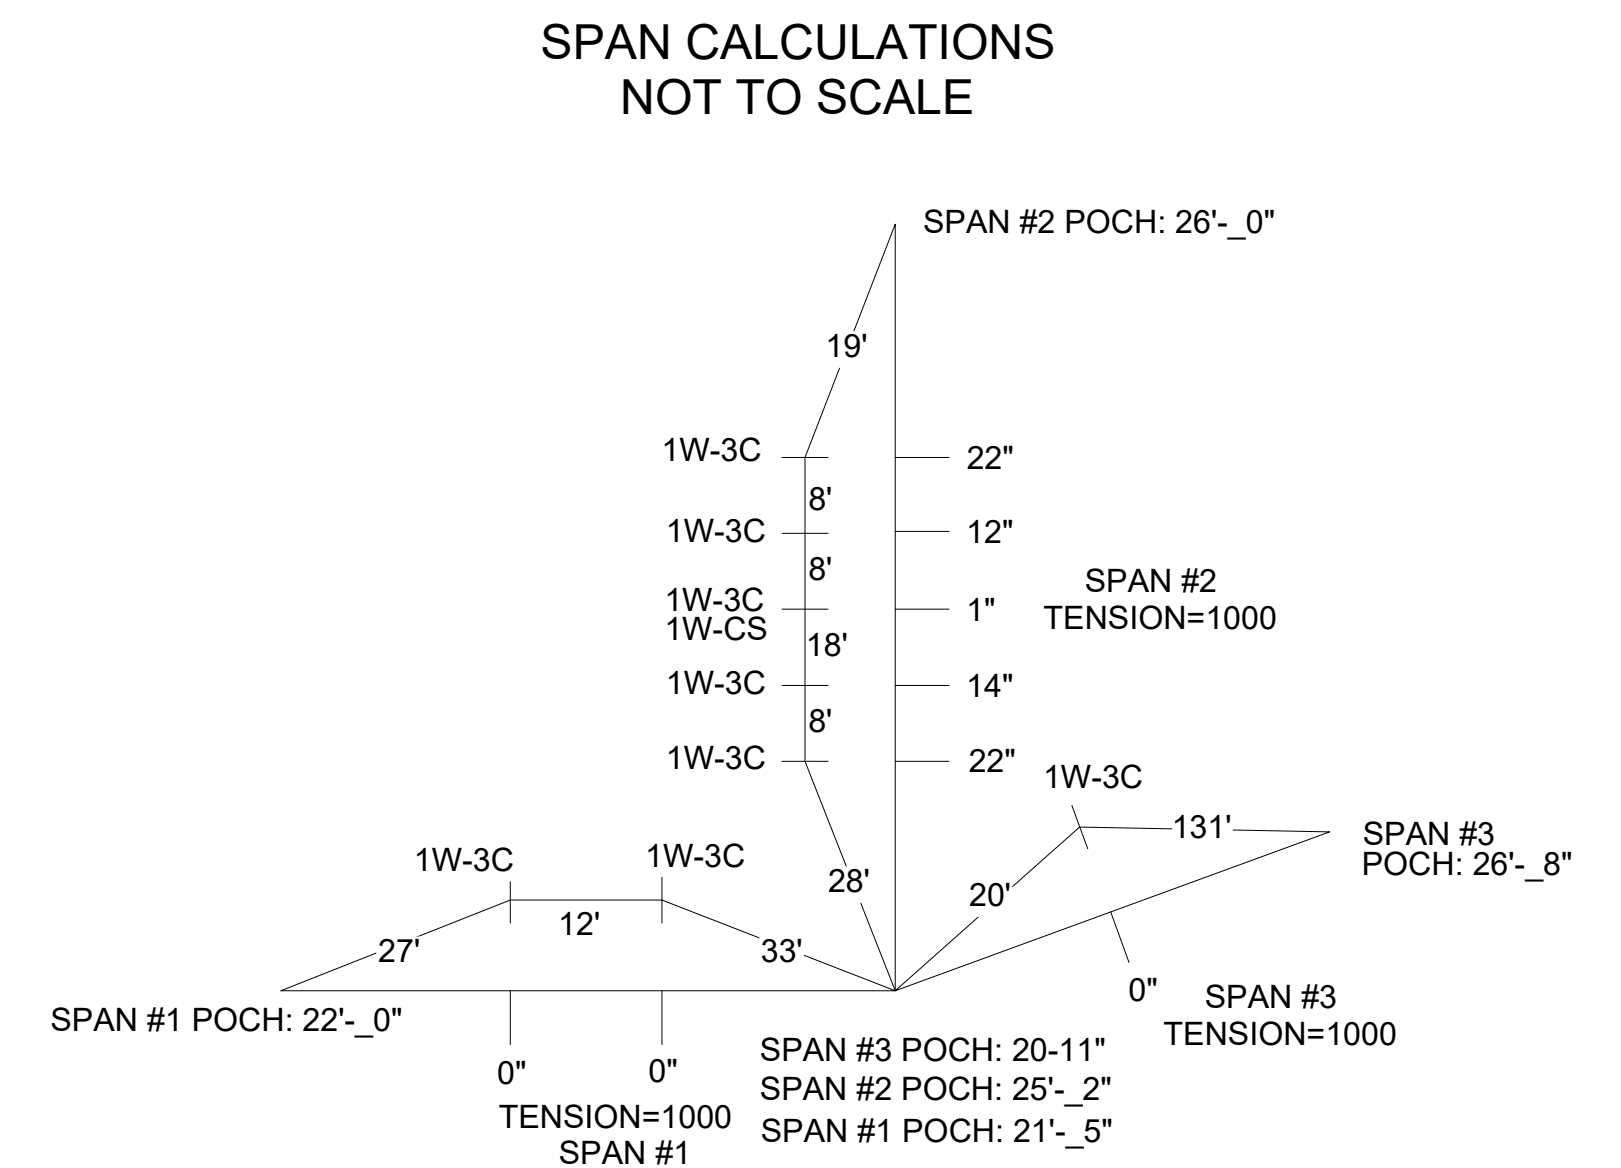 SPAN CALCULATIONS
NOT TO SCALE
SPAN #2 POCH: 26'-_0"
19'
1W-3C
22"
8'
1W-3C
12"
8'
SPAN #2
TENSION=1000
1W-3C
1W-CS
1"
18'
1W-3C
14"
8'
1W-3C
22"
1W-3C
131'
SPAN #3
POCH: 26'-_8"
1W-3C
1W-3C
28'
20'
12'
27'
33'
0"
SPAN #3
TENSION=1000
SPAN #1 POCH: 22'-_0"
0"
0"
TENSION=1000
SPAN #1
SPAN #3 POCH: 20-11"
SPAN #2 POCH: 25'-_2"
SPAN #1 POCH: 21'-_5"